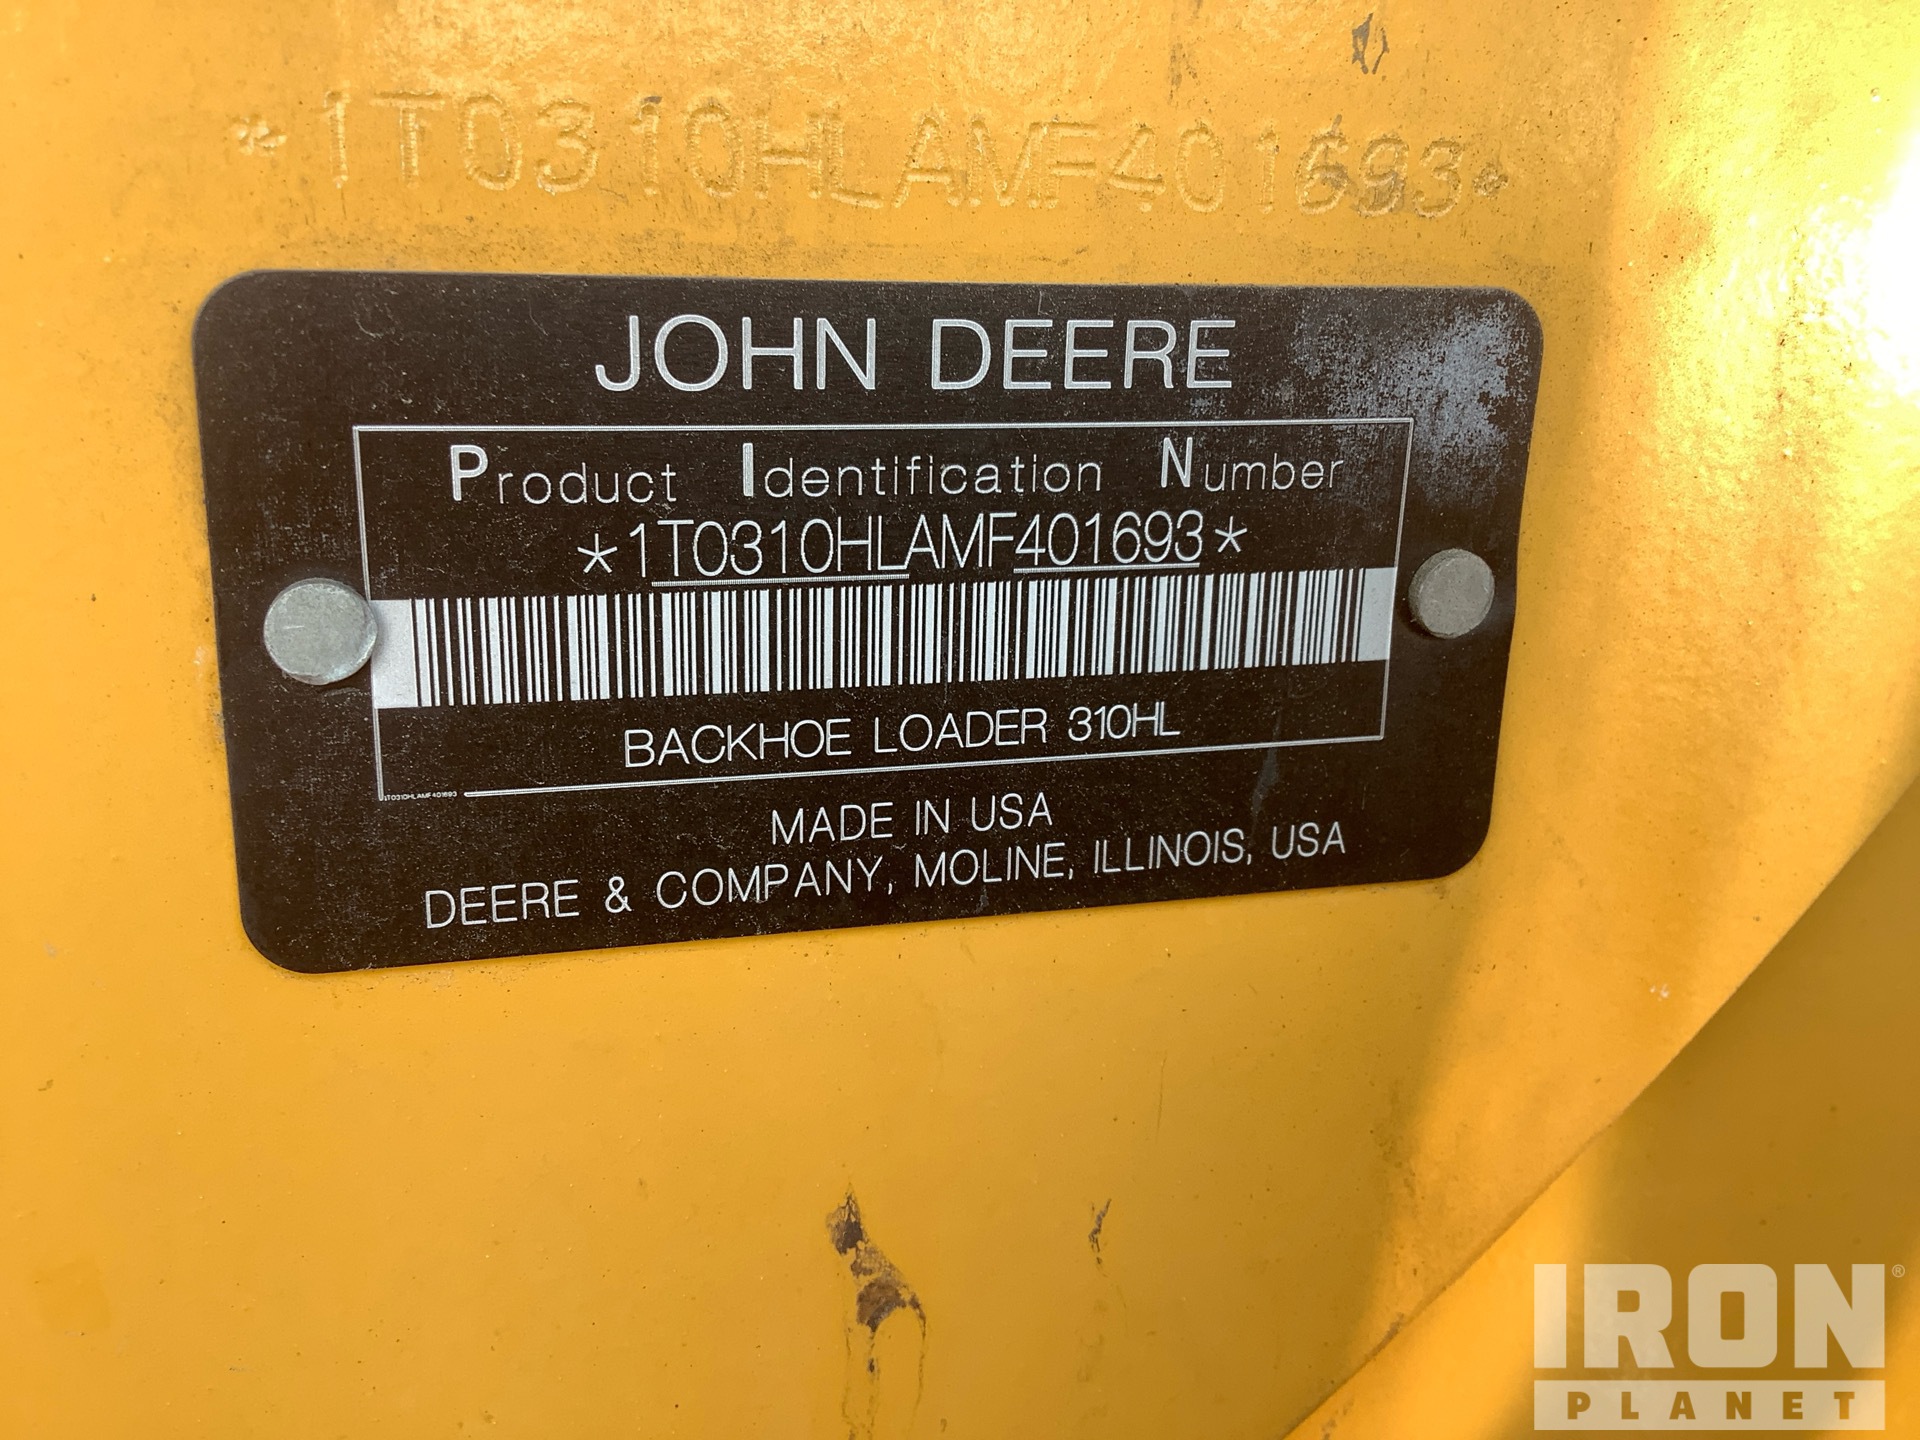 *1T0310HLAMF401693*
JOHN DEERE
Product Identification Number
*1T0310HLAMF401693*
BACKHOE LOADER 310HL
1T0310HLAMF401693
MADE IN USA
DEERE & COMPANY, MOLINE, ILLINOIS, USA
IRON®
PLANET